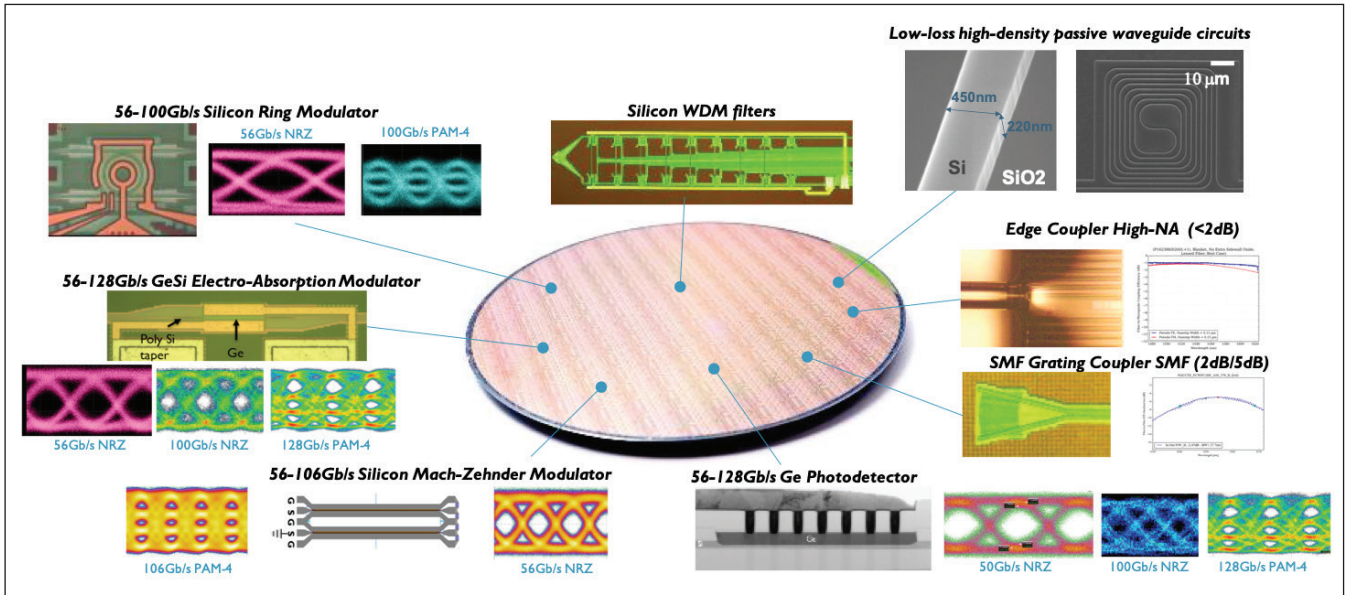 Low-loss high-density passive waveguide circuits
450nm
220nm
Si
SiO2
10 μm
56-100Gb/s Silicon Ring Modulator
56Gb/s NRZ
100Gb/s PAM-4
Silicon WDM filters
Edge Coupler High-NA (<2dB)
56-128Gb/s GeSi Electro-Absorption Modulator
Poly Si
taper
Ge
56Gb/s NRZ
100Gb/s NRZ
128Gb/s PAM-4
SMF Grating Coupler SMF (2dB/5dB)
56-106Gb/s Silicon Mach-Zehnder Modulator
G
S
G
S
G
106Gb/s PAM-4
56Gb/s NRZ
56-128Gb/s Ge Photodetector
Si
Ge
50Gb/s NRZ
100Gb/s NRZ
128Gb/s PAM-4